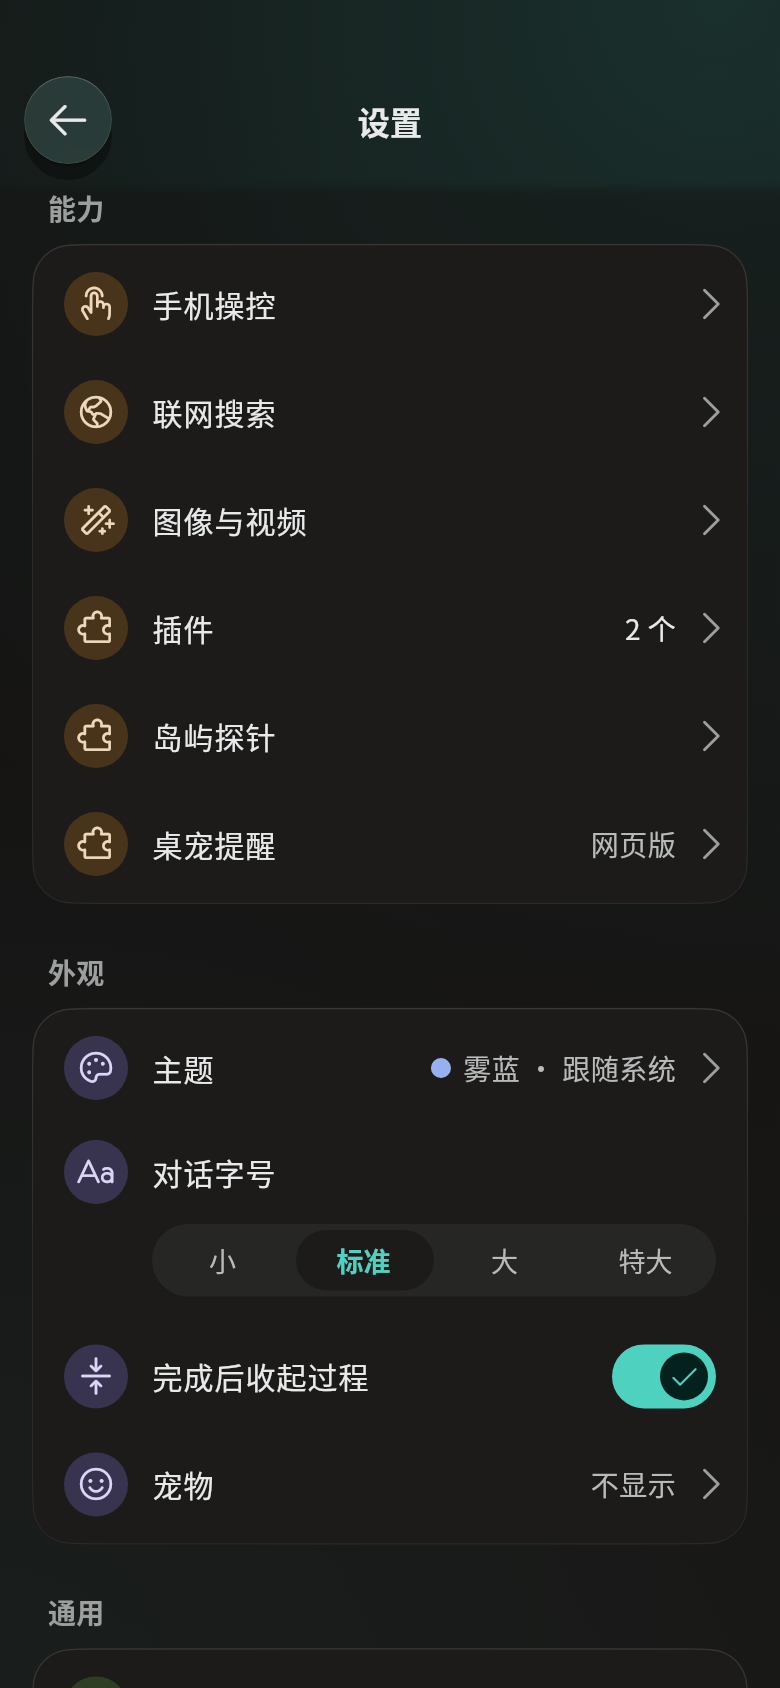 设置
能力
手机操控
联网搜索
图像与视频
插件 2 个
岛屿探针
桌宠提醒 网页版
外观
主题 雾蓝 · 跟随系统
Aa 对话字号
小 标准 大 特大
完成后收起过程
宠物 不显示
通用